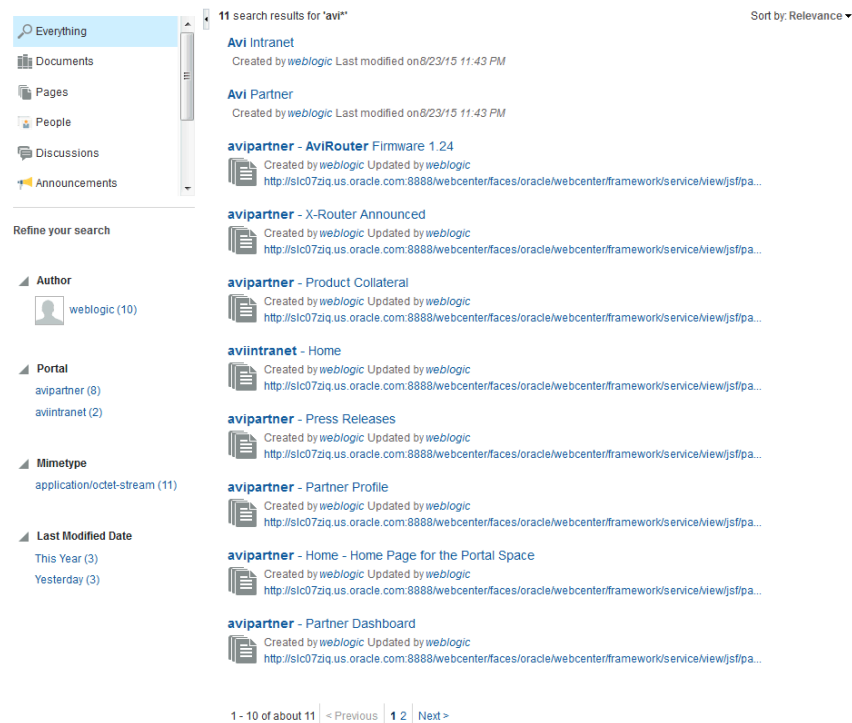 Everything
Documents
Pages
People
Discussions
Announcements
Refine your search
Author
weblogic (10)
Portal
avipartner (8)
aviintranet (2)
Mimetype
application/octet-stream (11)
Last Modified Date
This Year (3)
Yesterday (3)
11 search results for 'avi*'
Sort by: Relevance
Avi Intranet
Created by weblogic Last modified on 8/23/15 11:43 PM
Avi Partner
Created by weblogic Last modified on 8/23/15 11:43 PM
avipartner - AviRouter Firmware 1.24
Created by weblogic Updated by weblogic
http://slc07ziq.us.oracle.com:8888/webcenter/faces/oracle/webcenter/framework/service/view/jsf/pa...
avipartner - X-Router Announced
Created by weblogic Updated by weblogic
http://slc07ziq.us.oracle.com:8888/webcenter/faces/oracle/webcenter/framework/service/view/jsf/pa...
avipartner - Product Collateral
Created by weblogic Updated by weblogic
http://slc07ziq.us.oracle.com:8888/webcenter/faces/oracle/webcenter/framework/service/view/jsf/pa...
aviintranet - Home
Created by weblogic Updated by weblogic
http://slc07ziq.us.oracle.com:8888/webcenter/faces/oracle/webcenter/framework/service/view/jsf/pa...
avipartner - Press Releases
Created by weblogic Updated by weblogic
http://slc07ziq.us.oracle.com:8888/webcenter/faces/oracle/webcenter/framework/service/view/jsf/pa...
avipartner - Partner Profile
Created by weblogic Updated by weblogic
http://slc07ziq.us.oracle.com:8888/webcenter/faces/oracle/webcenter/framework/service/view/jsf/pa...
avipartner - Home - Home Page for the Portal Space
Created by weblogic Updated by weblogic
http://slc07ziq.us.oracle.com:8888/webcenter/faces/oracle/webcenter/framework/service/view/jsf/pa...
avipartner - Partner Dashboard
Created by weblogic Updated by weblogic
http://slc07ziq.us.oracle.com:8888/webcenter/faces/oracle/webcenter/framework/service/view/jsf/pa...
1 - 10 of about 11 < Previous 1 2 Next >